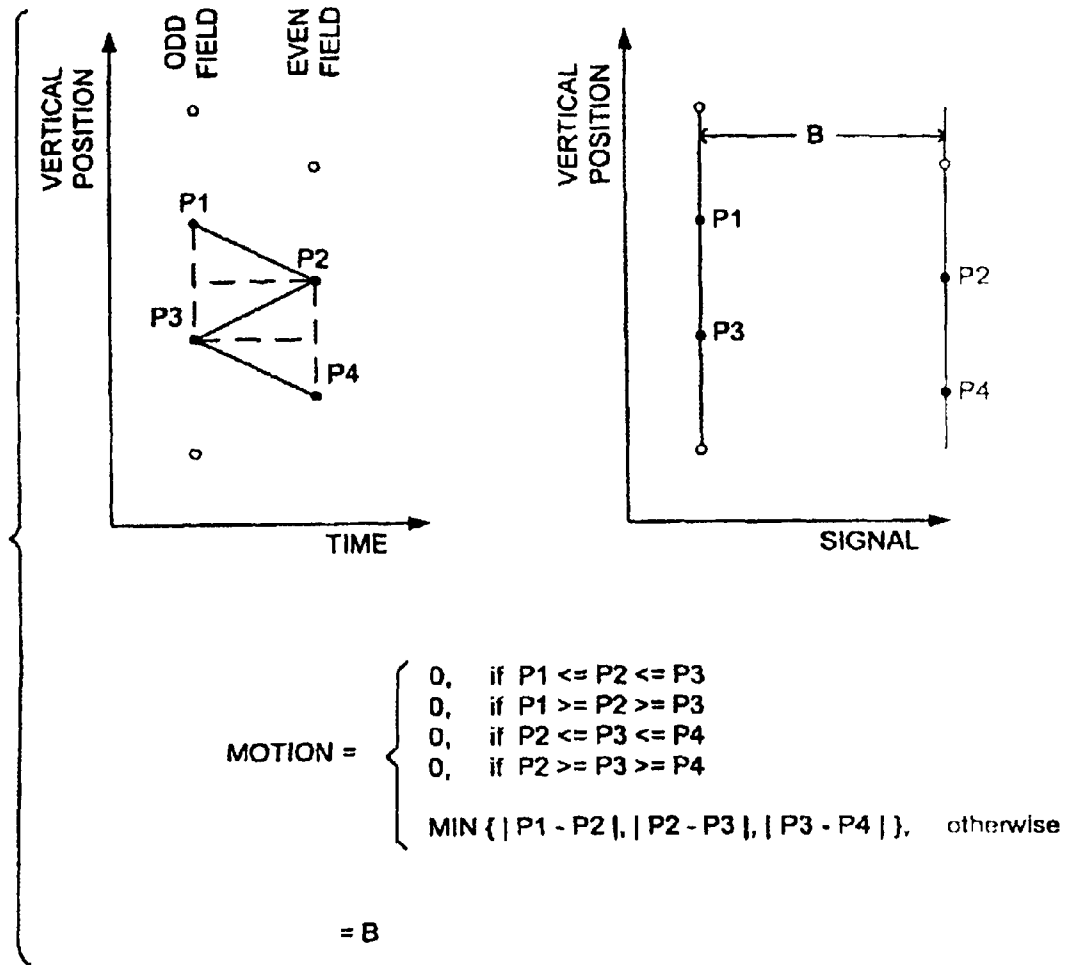 ODD
FIELD
EVEN
FIELD
VERTICAL
POSITION
P1
P2
P3
P4
TIME
VERTICAL
POSITION
B
P1
P2
P3
P4
SIGNAL
MOTION =
0, if P1 <= P2 <= P3
0, if P1 >= P2 >= P3
0, if P2 <= P3 <= P4
0, if P2 >= P3 >= P4
MIN { | P1 - P2 |, | P2 - P3 |, | P3 - P4 | }, otherwise
= B